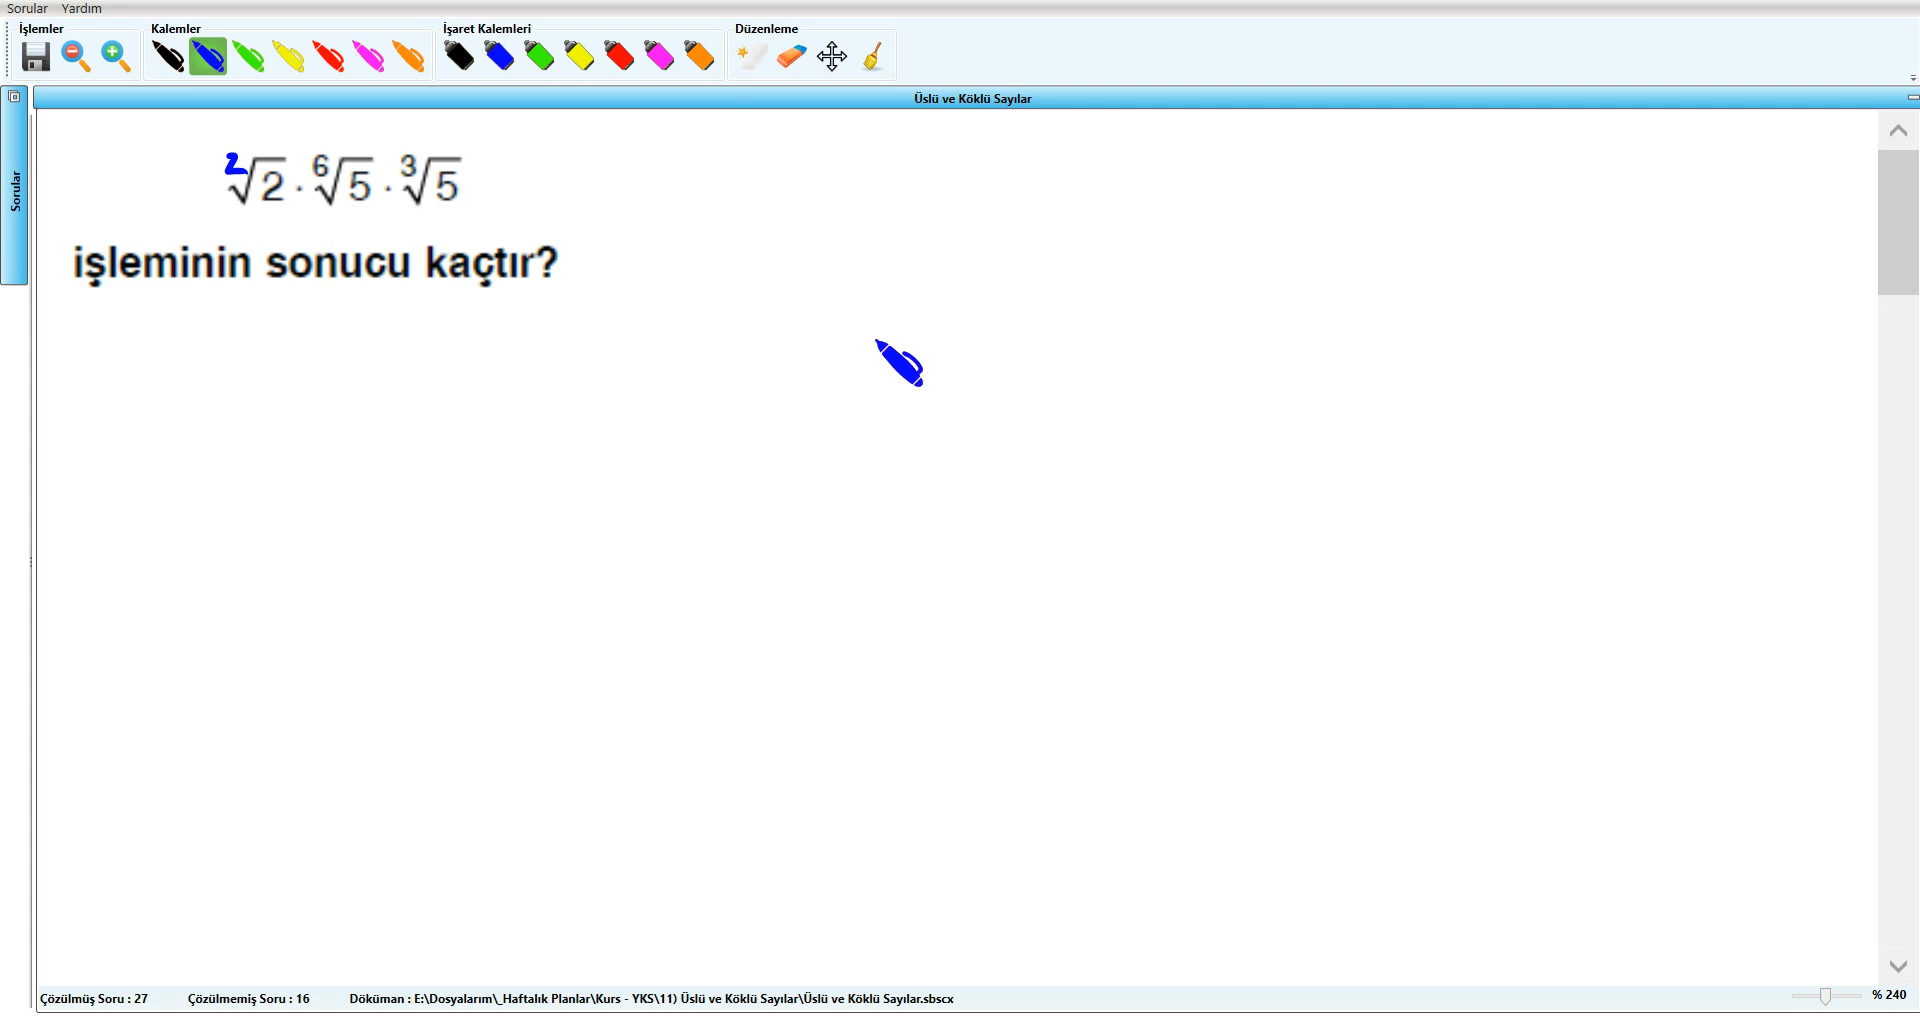 Sorular Yardım
İşlemler Kalemler İşaret Kalemleri Düzenleme
Üslü ve Köklü Sayılar
Sorular
²√2 · ⁶√5 · ³√5
işleminin sonucu kaçtır?
Çözülmüş Soru : 27 Çözülmemiş Soru : 16 Döküman : E:\Dosyalarım\_Haftalık Planlar\Kurs - YKS\11) Üslü ve Köklü Sayılar\Üslü ve Köklü Sayılar.sbscx % 240